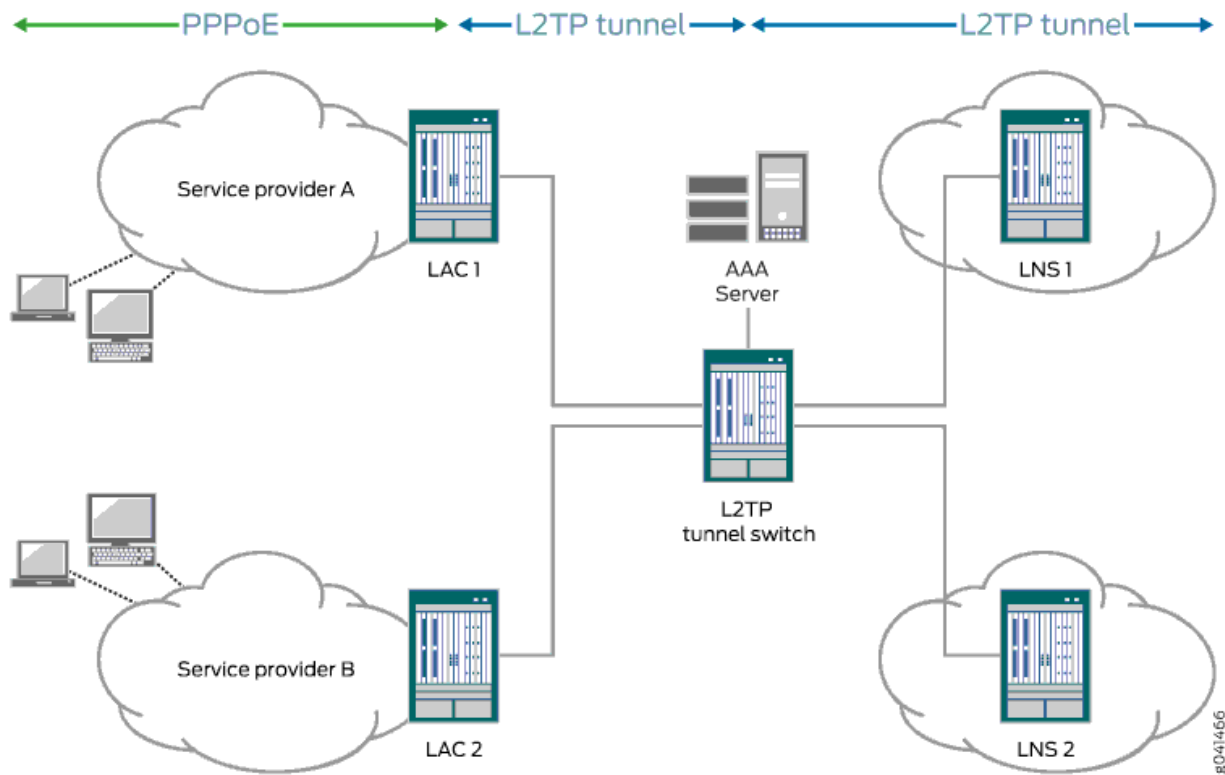 PPPoE
L2TP tunnel
L2TP tunnel
Service provider A
LAC 1
AAA
Server
LNS 1
L2TP
tunnel switch
Service provider B
LAC 2
LNS 2
g041466